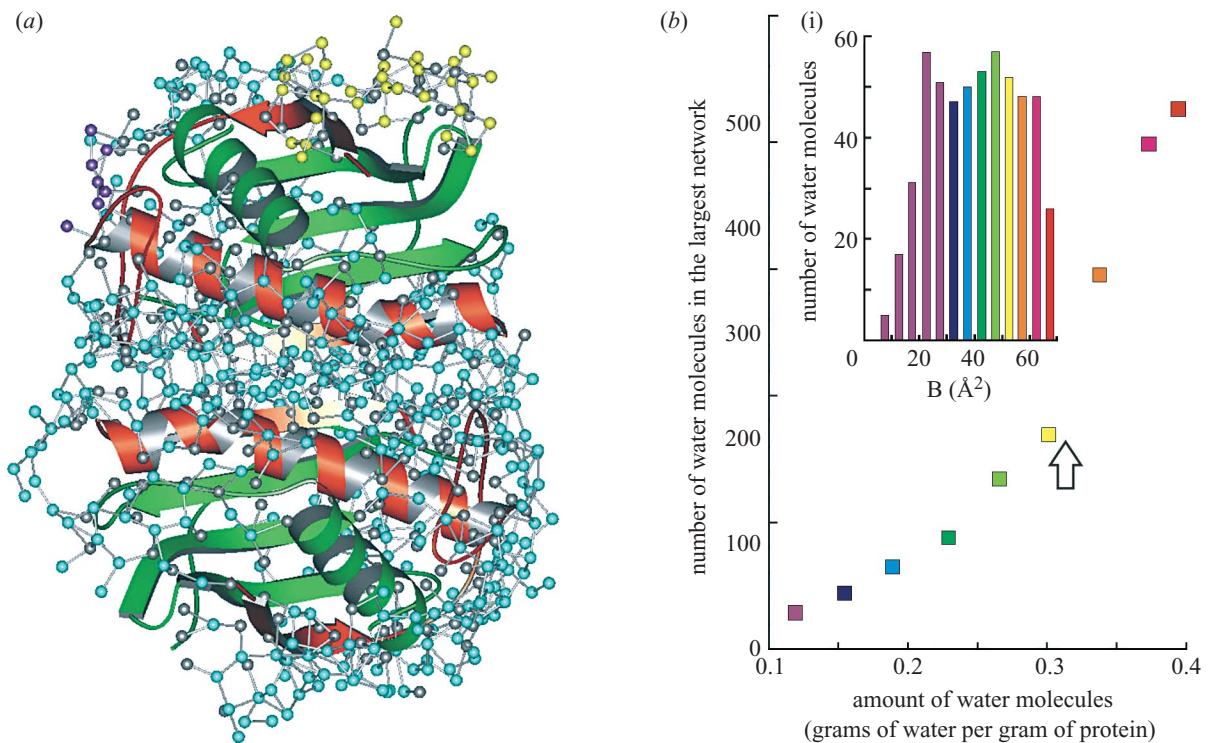 (a)
(b)
(i)
number of water molecules in the largest network
500
400
300
200
100
0
0.1 0.2 0.3 0.4
amount of water molecules
(grams of water per gram of protein)
number of water molecules
60
40
20
0 20 40 60
B (Å²)